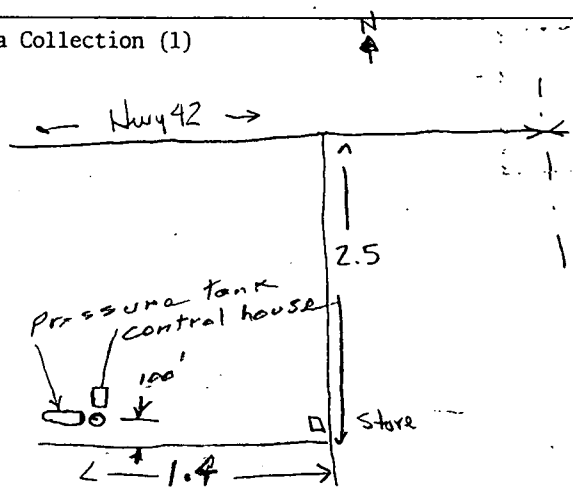 a Collection (1)
N
← Hwy 42 →
2.5
Pressure tank
control house
100'
Store
1.4